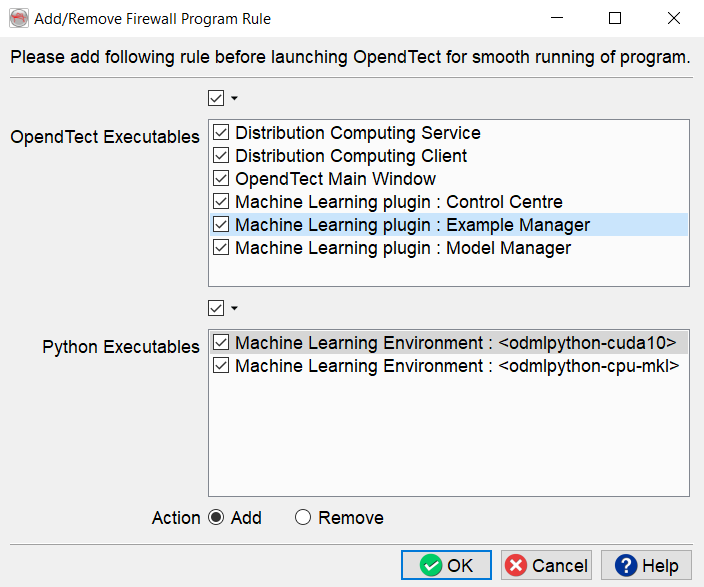 Add/Remove Firewall Program Rule
Please add following rule before launching OpendTect for smooth running of program.
OpendTect Executables
Distribution Computing Service
Distribution Computing Client
OpendTect Main Window
Machine Learning plugin : Control Centre
Machine Learning plugin : Example Manager
Machine Learning plugin : Model Manager
Python Executables
Machine Learning Environment : <odmlpython-cuda10>
Machine Learning Environment : <odmlpython-cpu-mkl>
Action Add Remove
OK Cancel Help